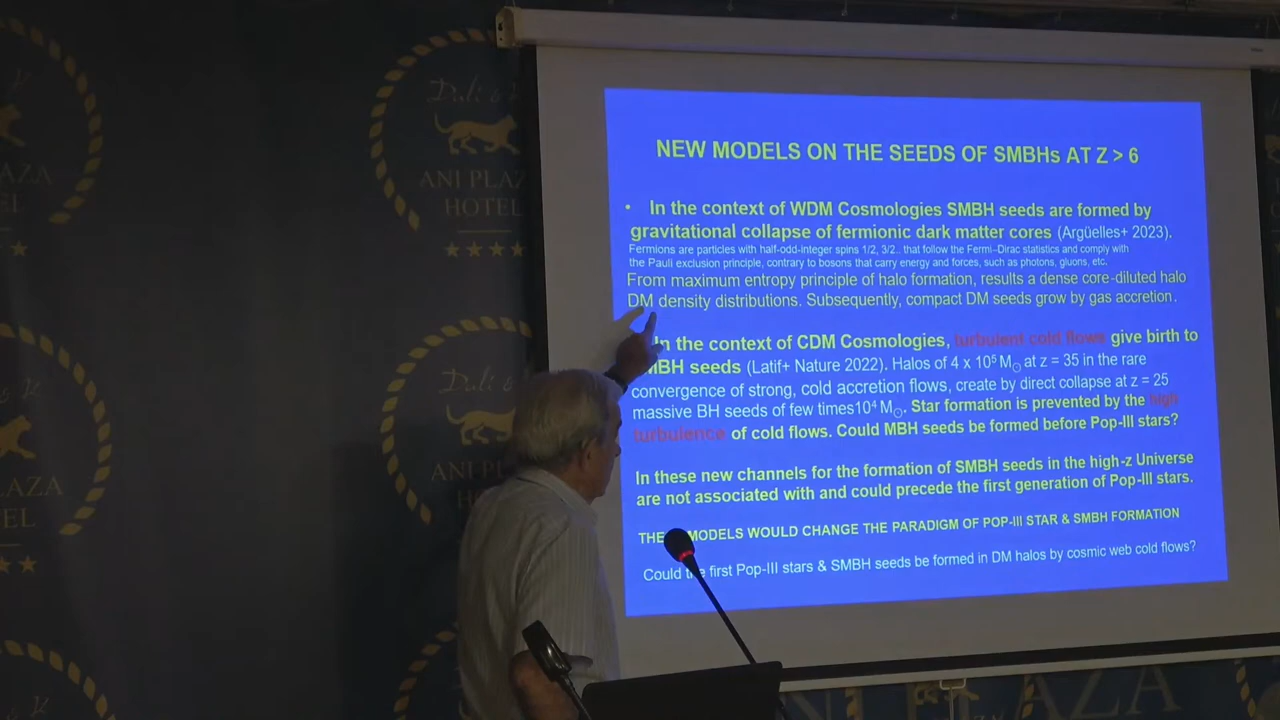 NEW MODELS ON THE SEEDS OF SMBHs AT Z > 6
• In the context of WDM Cosmologies SMBH seeds are formed by
gravitational collapse of fermionic dark matter cores (Argüelles+ 2023).
Fermions are particles with half-odd-integer spins 1/2, 3/2.. that follow the Fermi–Dirac statistics and comply with
the Pauli exclusion principle, contrary to bosons that carry energy and forces, such as photons, gluons, etc.
From maximum entropy principle of halo formation, results a dense core-diluted halo
DM density distributions. Subsequently, compact DM seeds grow by gas accretion.
In the context of CDM Cosmologies, turbulent cold flows give birth to
MBH seeds (Latif+ Nature 2022). Halos of 4 x 10⁵ M☉ at z = 35 in the rare
convergence of strong, cold accretion flows, create by direct collapse at z = 25
massive BH seeds of few times10⁴ M☉. Star formation is prevented by the high
turbulence of cold flows. Could MBH seeds be formed before Pop-III stars?
In these new channels for the formation of SMBH seeds in the high-z Universe
are not associated with and could precede the first generation of Pop-III stars.
MODELS WOULD CHANGE THE PARADIGM OF POP-III STAR & SMBH FORMATION
Could the first Pop-III stars & SMBH seeds be formed in DM halos by cosmic web cold flows?
ANI PLAZA
HOTEL
ANI
PLAZA